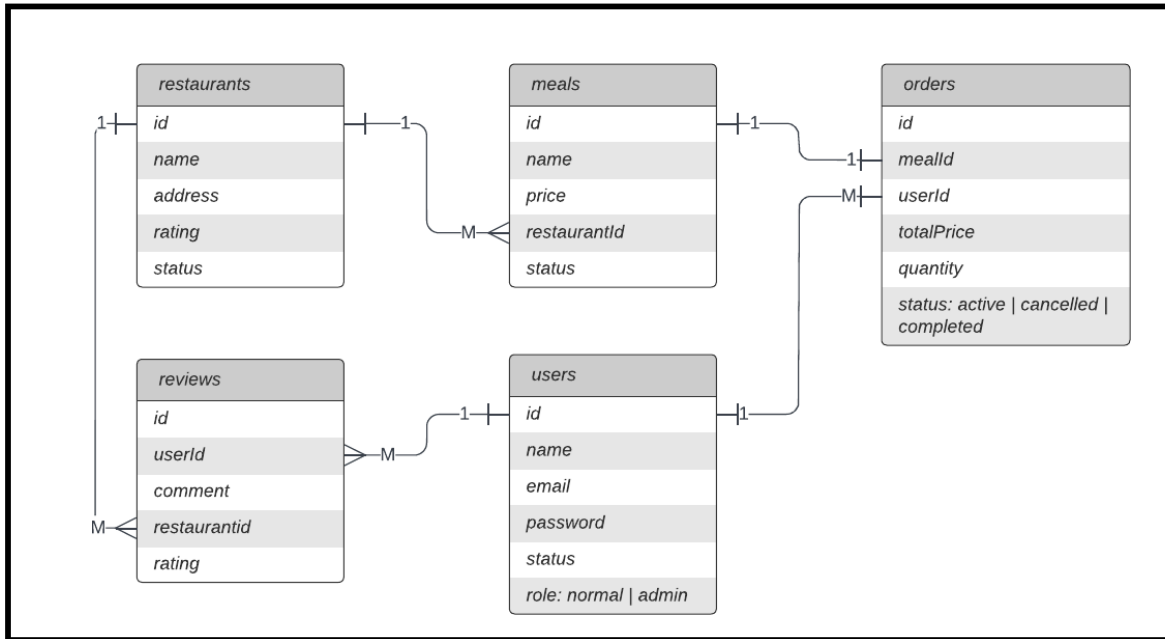 restaurants
id
name
address
rating
status
meals
id
name
price
restaurantId
status
orders
id
mealId
userId
totalPrice
quantity
status: active | cancelled |
completed
reviews
id
userId
comment
restaurantid
rating
users
id
name
email
password
status
role: normal | admin
1
1
M
1
1
M
1
1
M
M